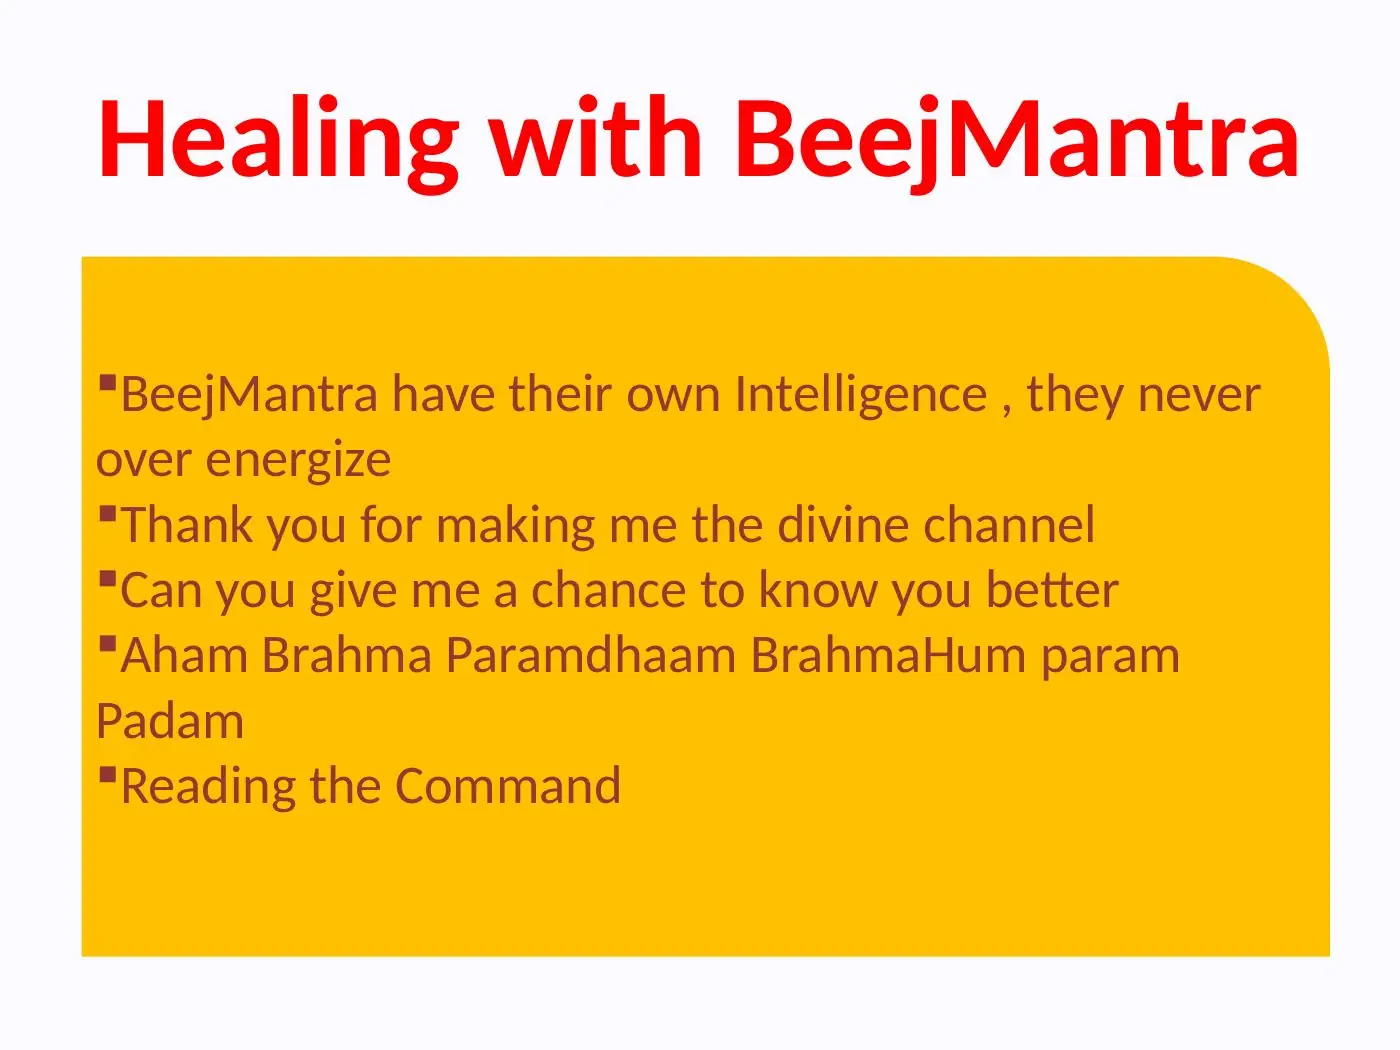 Healing with BeejMantra
▪BeejMantra have their own Intelligence , they never
over energize
▪Thank you for making me the divine channel
▪Can you give me a chance to know you better
▪Aham Brahma Paramdhaam BrahmaHum param
Padam
▪Reading the Command